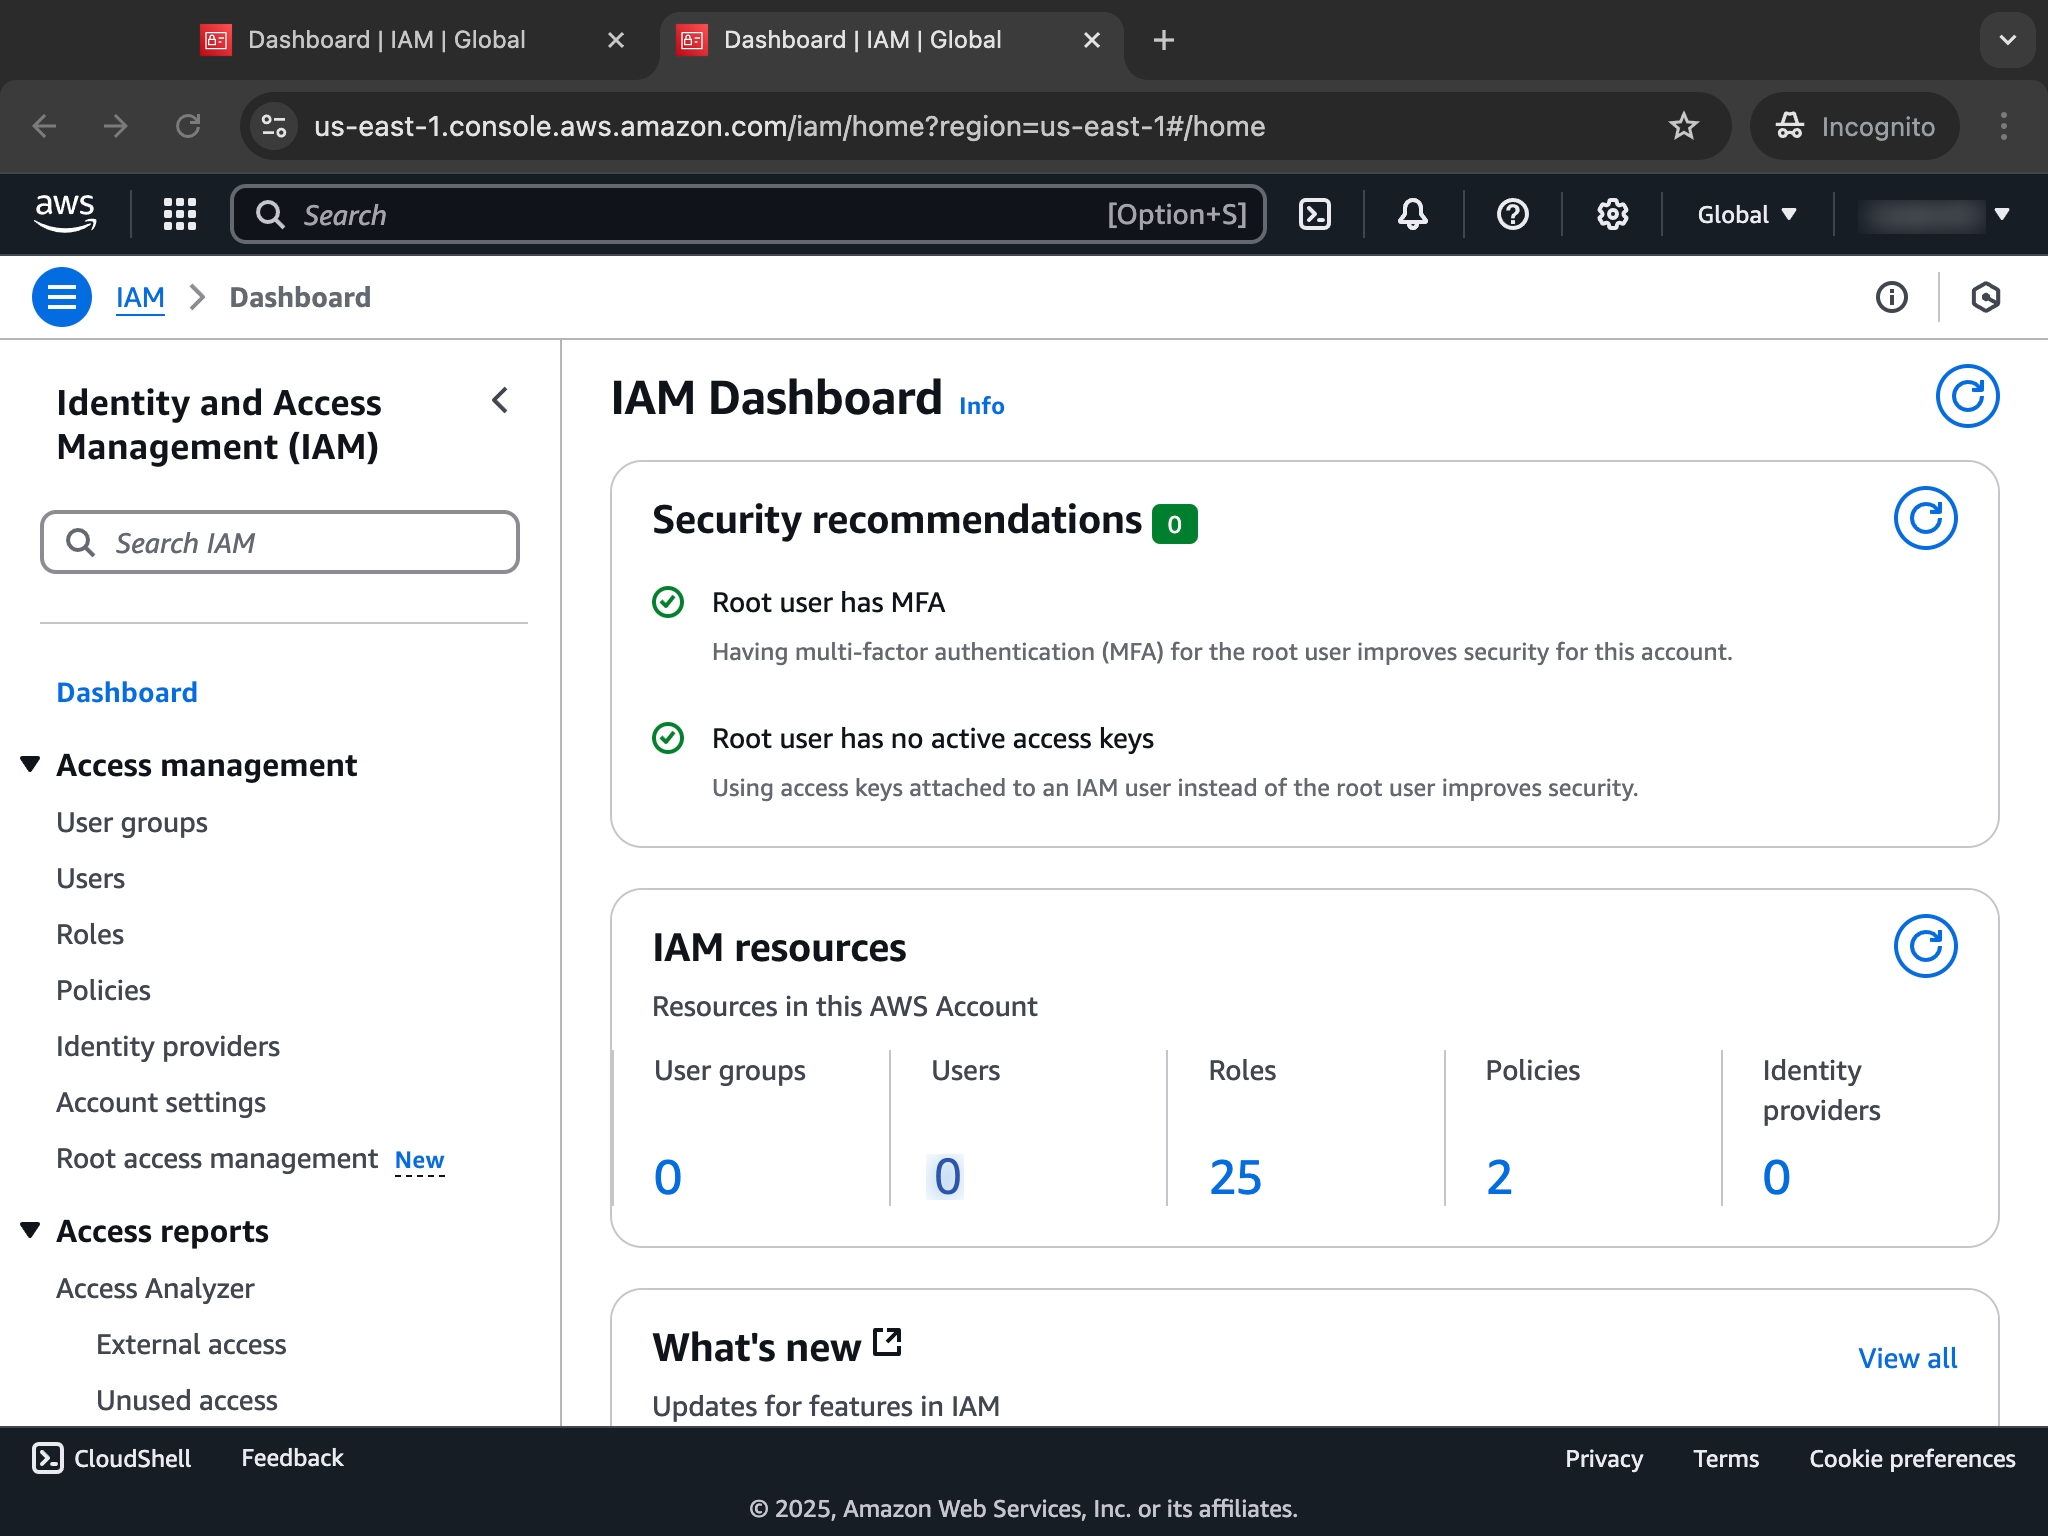 Dashboard | IAM | Global
Dashboard | IAM | Global
us-east-1.console.aws.amazon.com/iam/home?region=us-east-1#/home
Incognito
aws
Search
[Option+S]
Global
IAM
Dashboard
Identity and Access
Management (IAM)
Search IAM
Dashboard
Access management
User groups
Users
Roles
Policies
Identity providers
Account settings
Root access management New
Access reports
Access Analyzer
External access
Unused access
IAM Dashboard Info
Security recommendations 0
Root user has MFA
Having multi-factor authentication (MFA) for the root user improves security for this account.
Root user has no active access keys
Using access keys attached to an IAM user instead of the root user improves security.
IAM resources
Resources in this AWS Account
User groups
0
Users
0
Roles
25
Policies
2
Identity
providers
0
What's new
View all
Updates for features in IAM
CloudShell
Feedback
Privacy
Terms
Cookie preferences
© 2025, Amazon Web Services, Inc. or its affiliates.